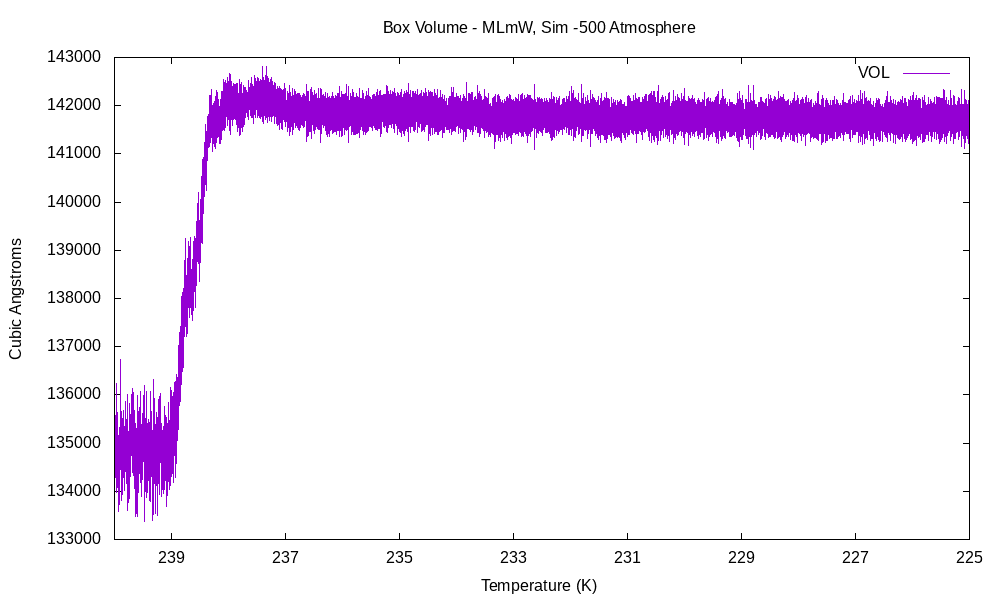 Box Volume - MLmW, Sim -500 Atmosphere
VOL
143000
142000
141000
140000
139000
138000
137000
136000
135000
134000
133000
Cubic Angstroms
239 237 235 233 231 229 227 225
Temperature (K)